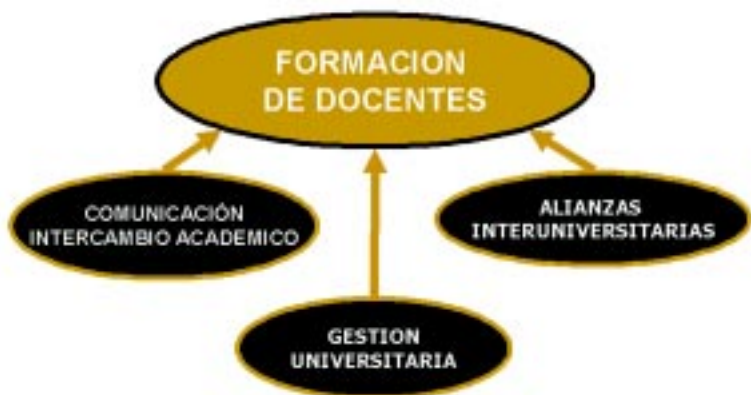 FORMACION
DE DOCENTES
COMUNICACIÓN
INTERCAMBIO ACADEMICO
ALIANZAS
INTERUNIVERSITARIAS
GESTION
UNIVERSITARIA